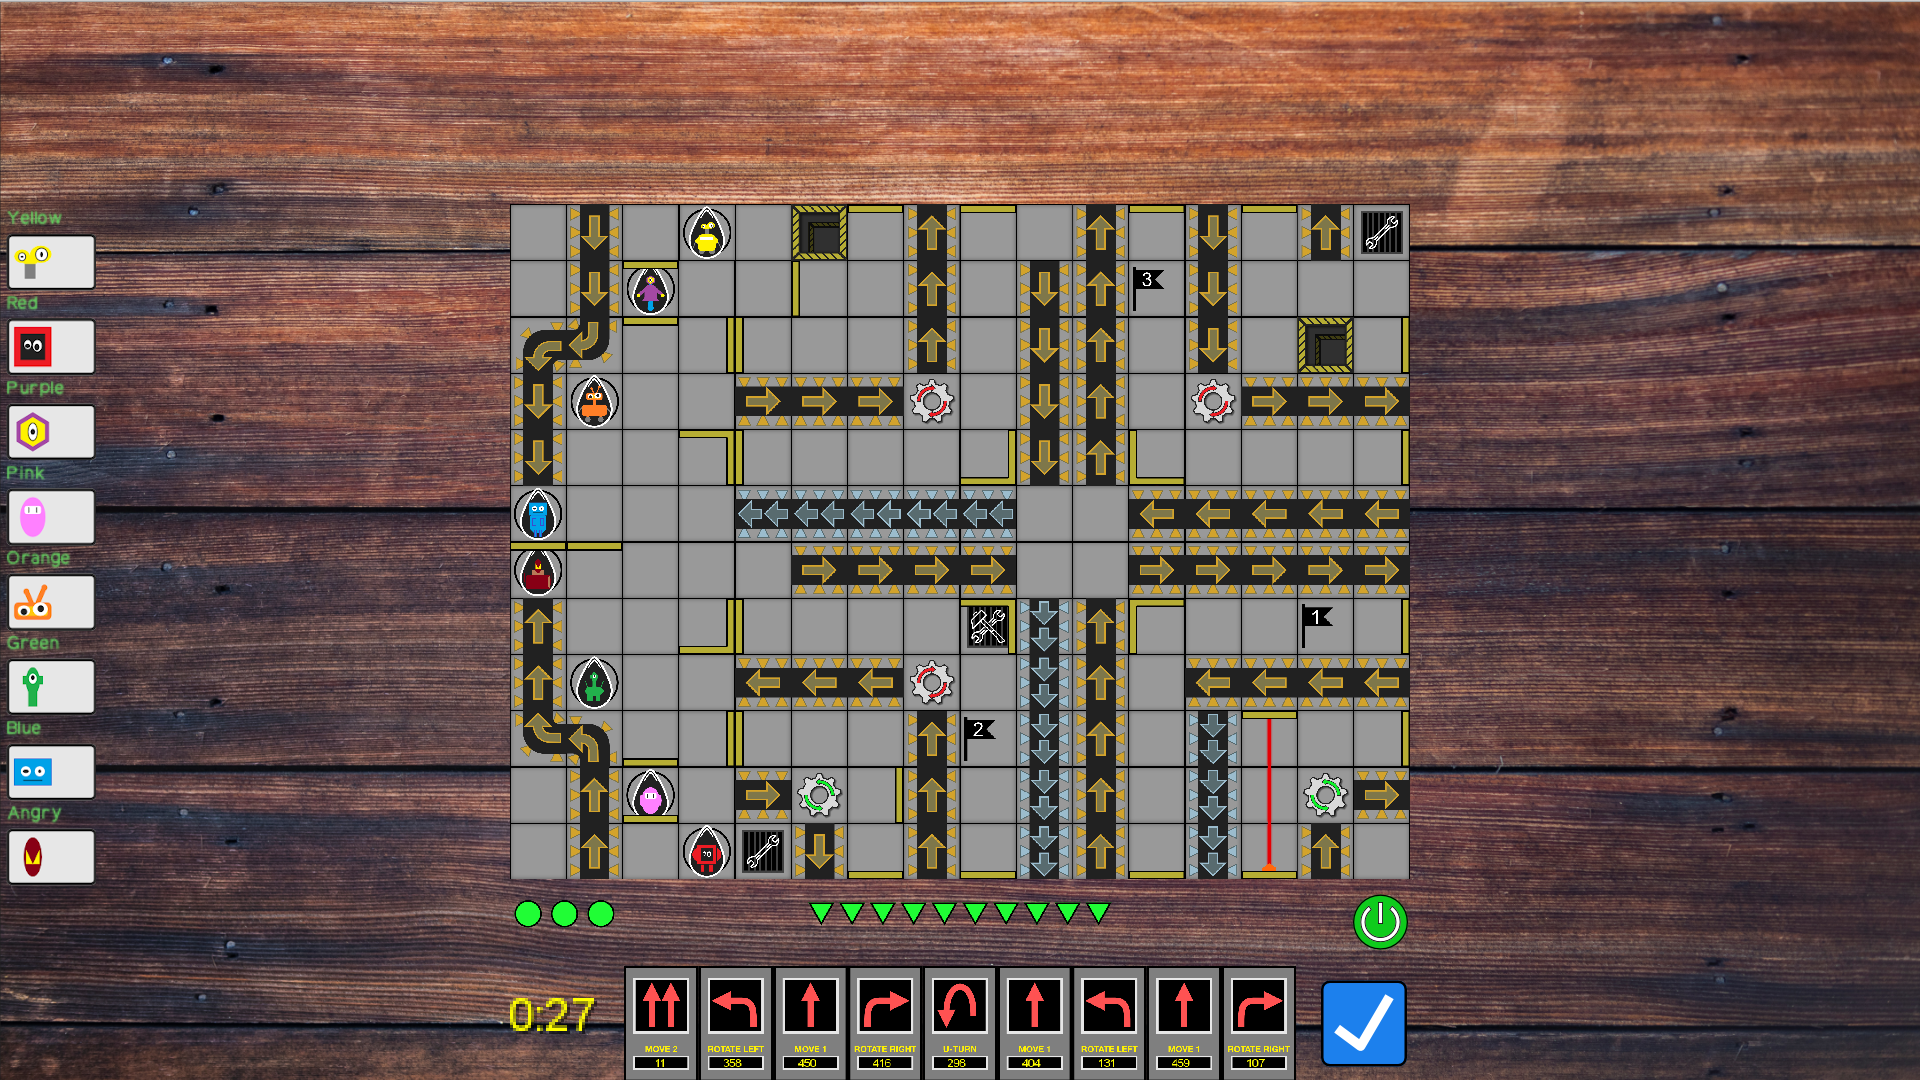 Yellow
Red
Purple
Pink
Orange
Green
Blue
Angry
3
1
2
0:27
MOVE 2 ROTATE LEFT MOVE 1 ROTATE RIGHT U-TURN MOVE 1 ROTATE LEFT MOVE 1 ROTATE RIGHT
11 358 450 416 298 404 131 459 107